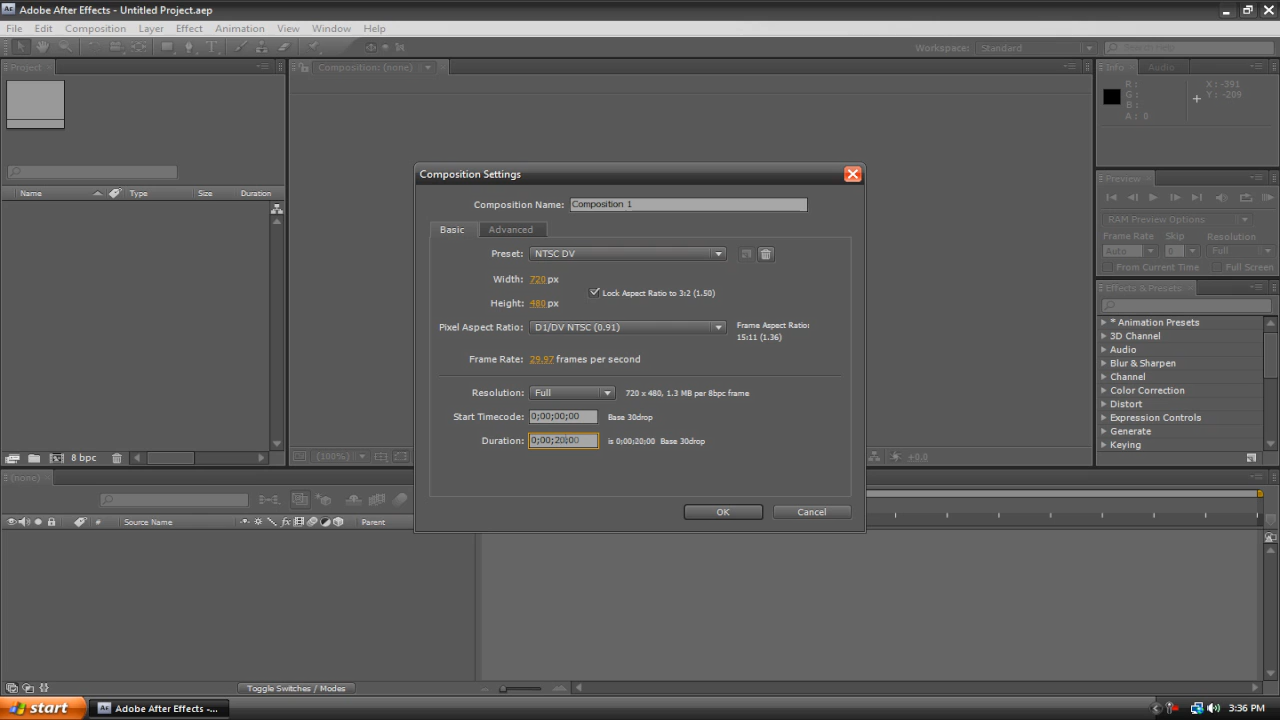 Adobe After Effects - Untitled Project.aep
File Edit Composition Layer Effect Animation View Window Help
Workspace: Standard Search Help
Project
Composition: (none)
Info Audio
R :
G :
B :
A : 0
X : -391
Y : -209
Name Type Size Duration
Preview
RAM Preview Options
Frame Rate Skip Resolution
Auto 0 Full
From Current Time Full Screen
Effects & Presets
* Animation Presets
3D Channel
Audio
Blur & Sharpen
Channel
Color Correction
Distort
Expression Controls
Generate
Keying
Composition Settings
Composition Name: Composition 1
Basic Advanced
Preset: NTSC DV
Width: 720 px
Lock Aspect Ratio to 3:2 (1.50)
Height: 480 px
Pixel Aspect Ratio: D1/DV NTSC (0.91)
Frame Aspect Ratio:
15:11 (1.36)
Frame Rate: 29.97 frames per second
Resolution: Full 720 x 480, 1.3 MB per 8bpc frame
Start Timecode: 0;00;00;00 Base 30drop
Duration: 0;00;20;00 is 0;00;20;00 Base 30drop
OK Cancel
8 bpc
(100%)
+0.0
(none)
# Source Name fx Parent
Toggle Switches / Modes
start
Ae Adobe After Effects -...
3:36 PM